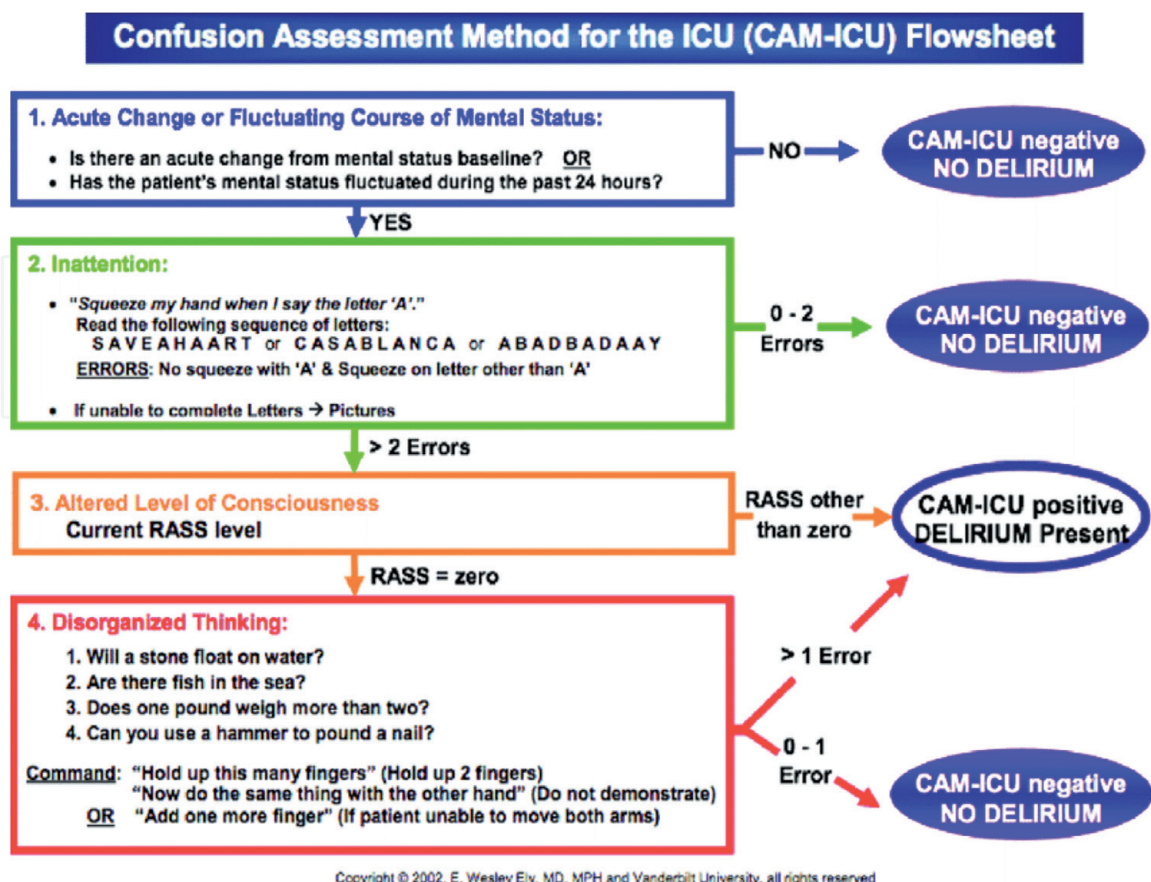 Confusion Assessment Method for the ICU (CAM-ICU) Flowsheet
1. Acute Change or Fluctuating Course of Mental Status:
• Is there an acute change from mental status baseline? OR
• Has the patient's mental status fluctuated during the past 24 hours?
NO
CAM-ICU negative
NO DELIRIUM
YES
2. Inattention:
• "Squeeze my hand when I say the letter 'A'."
Read the following sequence of letters:
S A V E A H A A R T or C A S A B L A N C A or A B A D B A D A A Y
ERRORS: No squeeze with 'A' & Squeeze on letter other than 'A'
• If unable to complete Letters → Pictures
0 - 2
Errors
CAM-ICU negative
NO DELIRIUM
> 2 Errors
3. Altered Level of Consciousness
Current RASS level
RASS other
than zero
CAM-ICU positive
DELIRIUM Present
RASS = zero
4. Disorganized Thinking:
1. Will a stone float on water?
2. Are there fish in the sea?
3. Does one pound weigh more than two?
4. Can you use a hammer to pound a nail?
Command: "Hold up this many fingers" (Hold up 2 fingers)
"Now do the same thing with the other hand" (Do not demonstrate)
OR "Add one more finger" (If patient unable to move both arms)
> 1 Error
0 - 1
Error
CAM-ICU negative
NO DELIRIUM
Copyright © 2002, E. Wesley Ely, MD, MPH and Vanderbilt University, all rights reserved